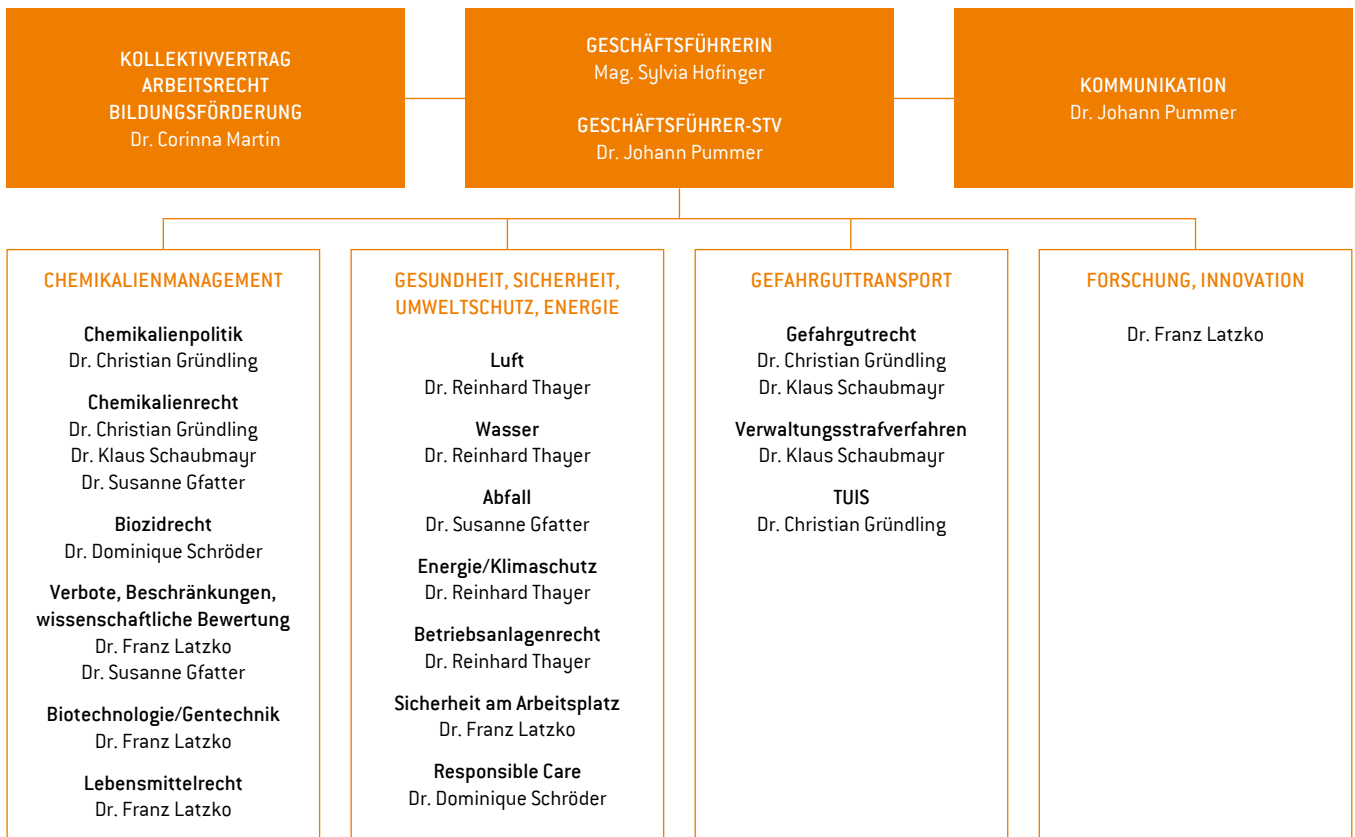 KOLLEKTIVVERTRAG
ARBEITSRECHT
BILDUNGSFÖRDERUNG
Dr. Corinna Martin
GESCHÄFTSFÜHRERIN
Mag. Sylvia Hofinger
GESCHÄFTSFÜHRER-STV
Dr. Johann Pummer
KOMMUNIKATION
Dr. Johann Pummer
CHEMIKALIENMANAGEMENT
Chemikalienpolitik
Dr. Christian Gründling
Chemikalienrecht
Dr. Christian Gründling
Dr. Klaus Schaubmayr
Dr. Susanne Gfatter
Biozidrecht
Dr. Dominique Schröder
Verbote, Beschränkungen,
wissenschaftliche Bewertung
Dr. Franz Latzko
Dr. Susanne Gfatter
Biotechnologie/Gentechnik
Dr. Franz Latzko
Lebensmittelrecht
Dr. Franz Latzko
GESUNDHEIT, SICHERHEIT,
UMWELTSCHUTZ, ENERGIE
Luft
Dr. Reinhard Thayer
Wasser
Dr. Reinhard Thayer
Abfall
Dr. Susanne Gfatter
Energie/Klimaschutz
Dr. Reinhard Thayer
Betriebsanlagenrecht
Dr. Reinhard Thayer
Sicherheit am Arbeitsplatz
Dr. Franz Latzko
Responsible Care
Dr. Dominique Schröder
GEFAHRGUTTRANSPORT
Gefahrgutrecht
Dr. Christian Gründling
Dr. Klaus Schaubmayr
Verwaltungsstrafverfahren
Dr. Klaus Schaubmayr
TUIS
Dr. Christian Gründling
FORSCHUNG, INNOVATION
Dr. Franz Latzko